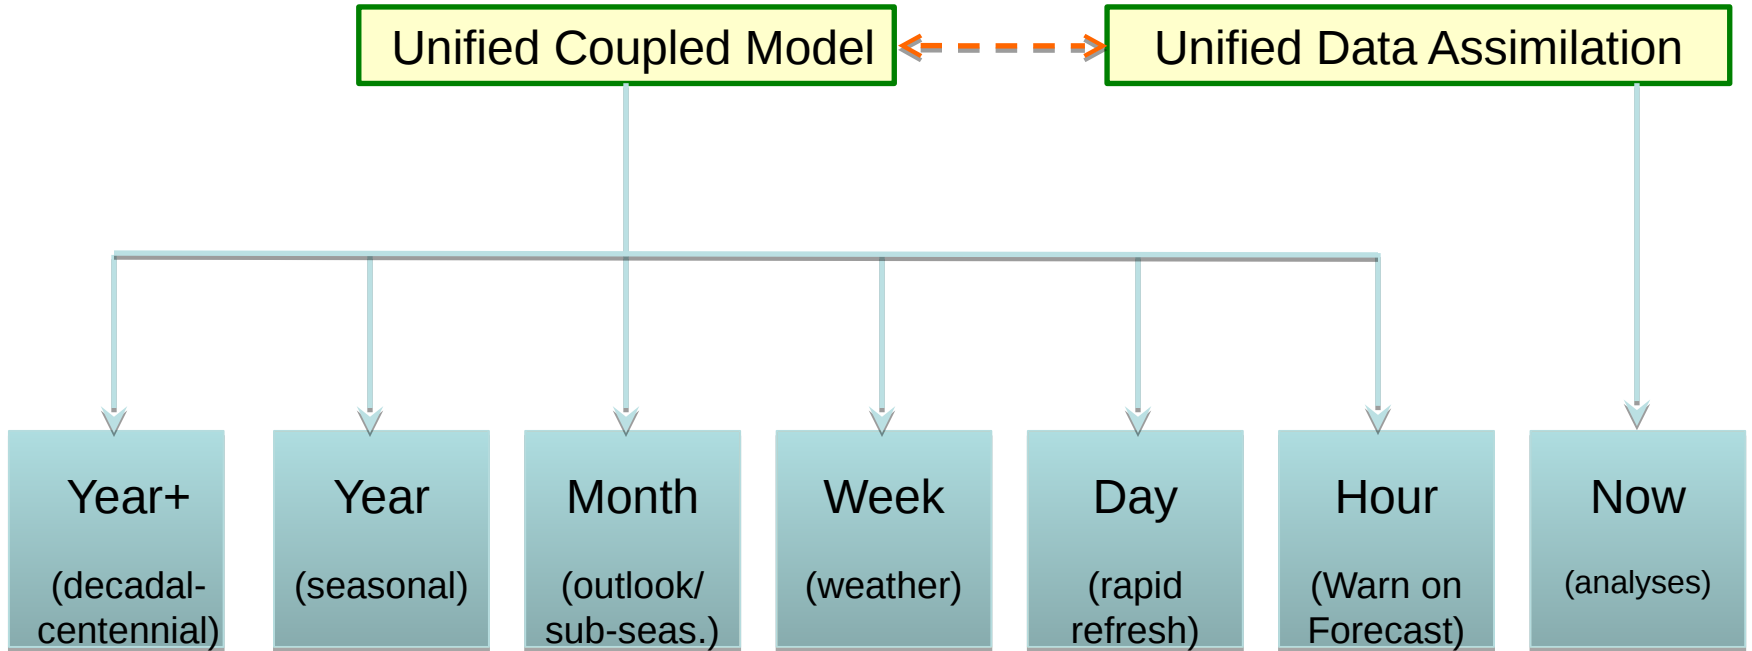 Unified Coupled Model
Unified Data Assimilation
Year+
(decadal-
centennial)
Year
(seasonal)
Month
(outlook/
sub-seas.)
Week
(weather)
Day
(rapid
refresh)
Hour
(Warn on
Forecast)
Now
(analyses)